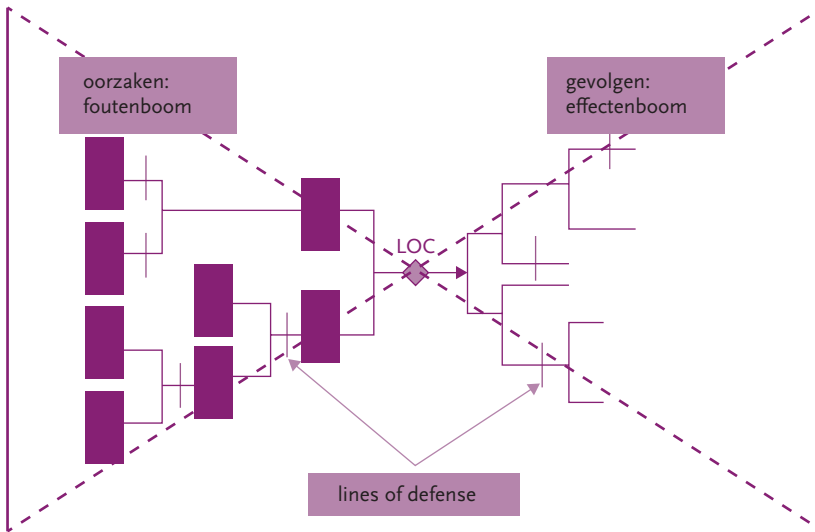 oorzaken:
foutenboom
gevolgen:
effectenboom
LOC
lines of defense